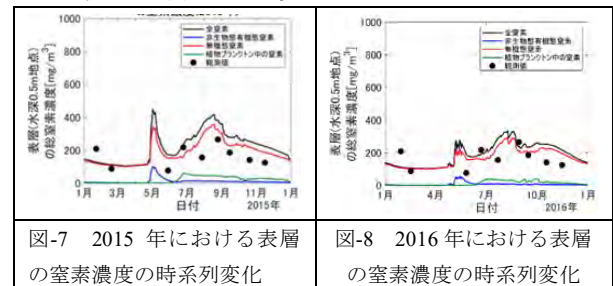 1000
800
600
400
200
0
表層(水深0.5m地点)
の総窒素濃度[mg/m³]
全窒素
非生物態有機態窒素
無機態窒素
植物プランクトン中の窒素
観測値
1月 3月 5月 7月 9月 11月 1月
日付 2015年
1000
800
600
400
200
0
表層(水深0.5m地点)
の総窒素濃度[mg/m³]
全窒素
非生物態有機態窒素
無機態窒素
植物プランクトン中の窒素
観測値
1月 4月 7月 10月 1月
日付 2016年
図-7 2015 年における表層
の窒素濃度の時系列変化
図-8 2016 年における表層
の窒素濃度の時系列変化